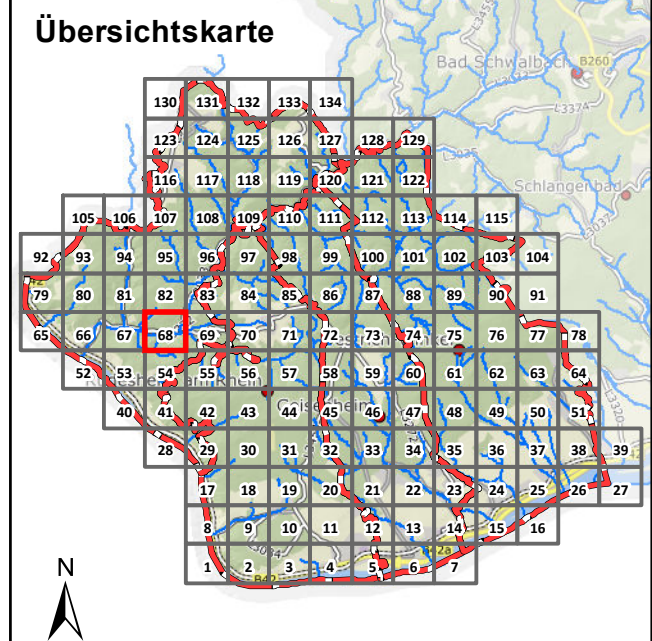 Übersichtskarte
Bad Schwalbach
B260
L3374
L3035
Schlangenbad
L3037
130 131 132 133 134
123 124 125 126 127 128 129
116 117 118 119 120 121 122
105 106 107 108 109 110 111 112 113 114 115
92 93 94 95 96 97 98 99 100 101 102 103 104
79 80 81 82 83 84 85 86 87 88 89 90 91
65 66 67 68 69 70 71 72 73 74 75 76 77 78
52 53 54 55 56 57 58 59 60 61 62 63 64
40 41 42 43 44 45 46 47 48 49 50 51
28 29 30 31 32 33 34 35 36 37 38 39
17 18 19 20 21 22 23 24 25 26 27
8 9 10 11 12 13 14 15 16
1 2 3 4 5 6 7
L3320
B42a
B42
N